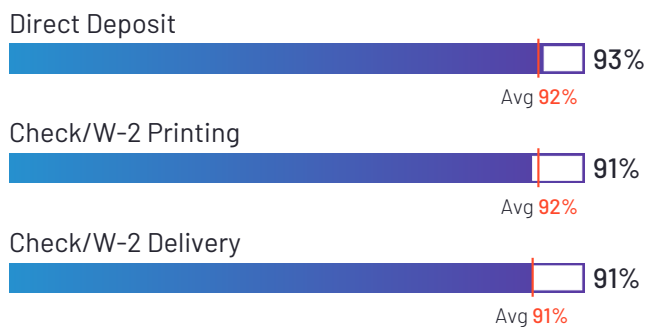 Direct Deposit
93%
Avg 92%
Check/W-2 Printing
91%
Avg 92%
Check/W-2 Delivery
91%
Avg 91%